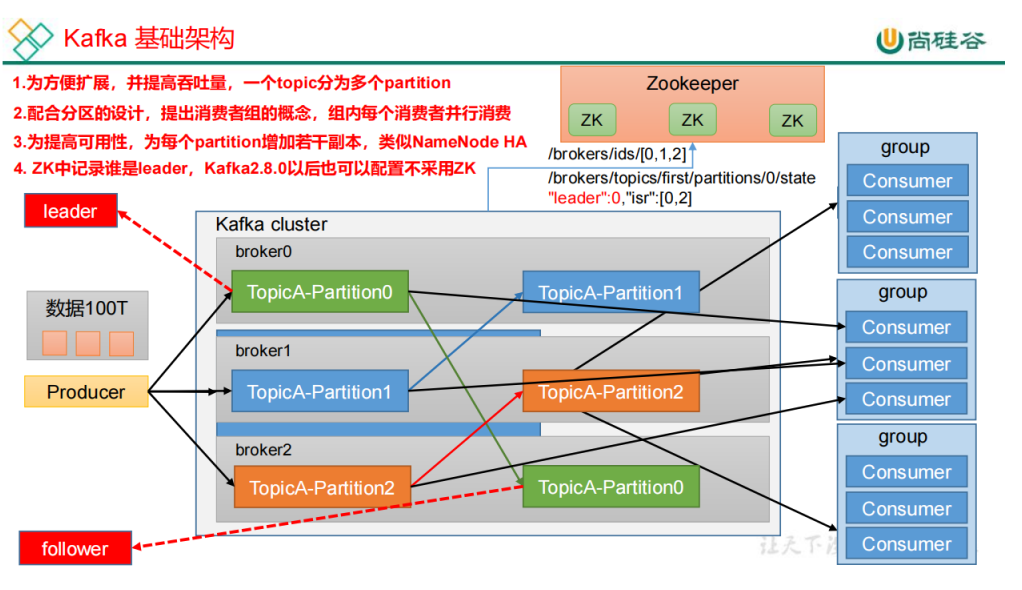 Kafka 基础架构
尚硅谷
1.为方便扩展，并提高吞吐量，一个topic分为多个partition
2.配合分区的设计，提出消费者组的概念，组内每个消费者并行消费
3.为提高可用性，为每个partition增加若干副本，类似NameNode HA
4. ZK中记录谁是leader，Kafka2.8.0以后也可以配置不采用ZK
Zookeeper
ZK
ZK
ZK
/brokers/ids/[0,1,2]
/brokers/topics/first/partitions/0/state
"leader":0,"isr":[0,2]
leader
数据100T
Producer
follower
Kafka cluster
broker0
TopicA-Partition0
TopicA-Partition1
broker1
TopicA-Partition1
TopicA-Partition2
broker2
TopicA-Partition2
TopicA-Partition0
group
Consumer
Consumer
Consumer
group
Consumer
Consumer
Consumer
group
Consumer
Consumer
Consumer
让天下